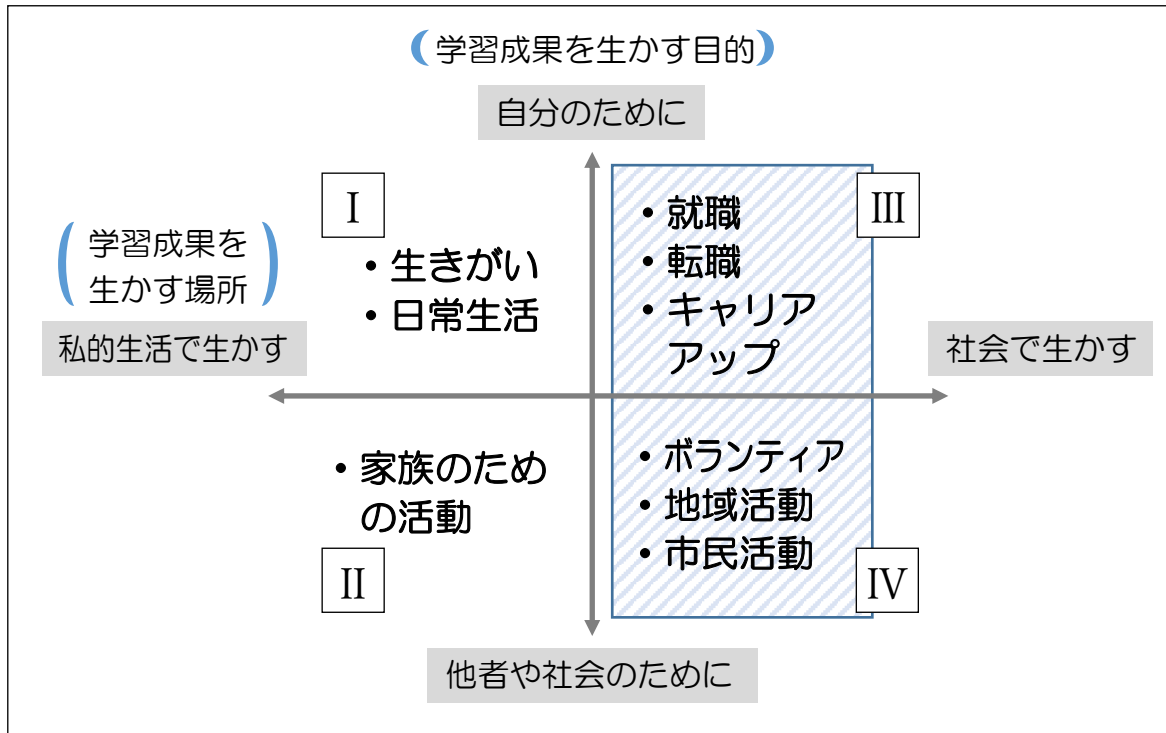 (学習成果を生かす目的)
自分のために
Ⅰ
・生きがい
・日常生活
Ⅲ
・就職
・転職
・キャリア
アップ
(学習成果を
生かす場所)
私的生活で生かす
社会で生かす
・家族のため
の活動
Ⅱ
・ボランティア
・地域活動
・市民活動
Ⅳ
他者や社会のために